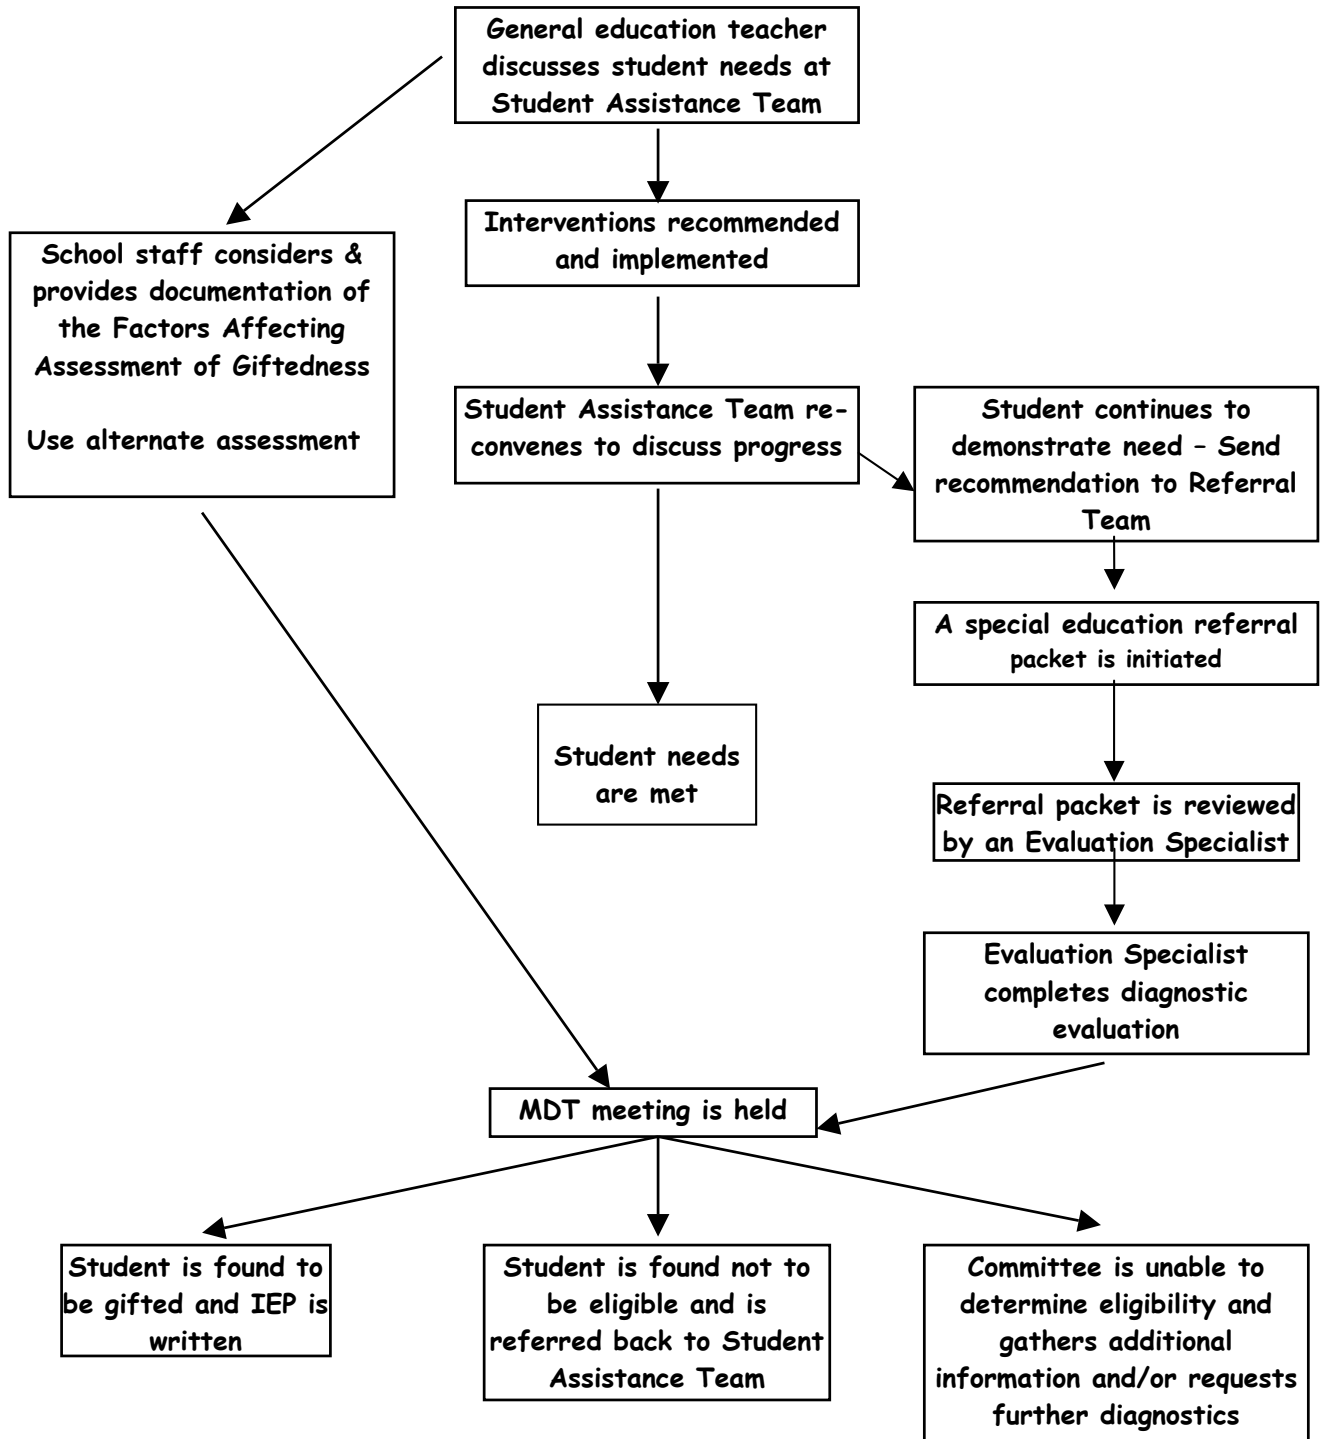 General education teacher
discusses student needs at
Student Assistance Team
Interventions recommended
and implemented
School staff considers &
provides documentation of
the Factors Affecting
Assessment of Giftedness
Use alternate assessment
Student Assistance Team re-
convenes to discuss progress
Student continues to
demonstrate need – Send
recommendation to Referral
Team
A special education referral
packet is initiated
Student needs
are met
Referral packet is reviewed
by an Evaluation Specialist
Evaluation Specialist
completes diagnostic
evaluation
MDT meeting is held
Student is found to
be gifted and IEP is
written
Student is found not to
be eligible and is
referred back to Student
Assistance Team
Committee is unable to
determine eligibility and
gathers additional
information and/or requests
further diagnostics